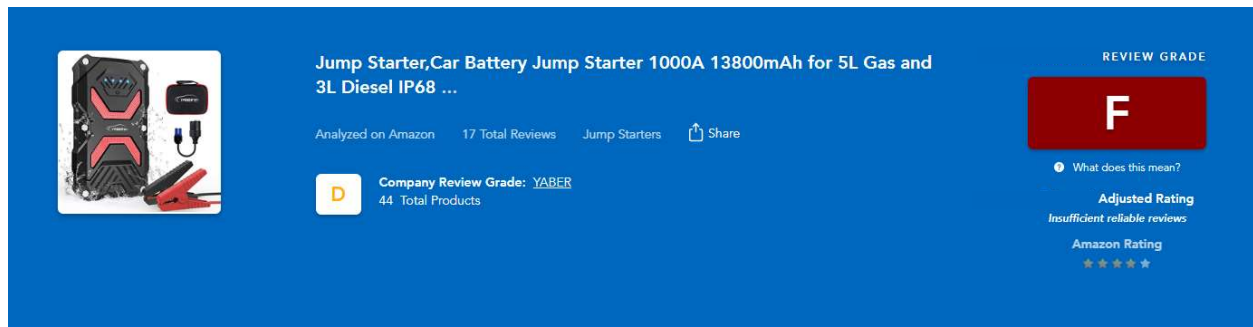 Jump Starter,Car Battery Jump Starter 1000A 13800mAh for 5L Gas and
3L Diesel IP68 ...
Analyzed on Amazon 17 Total Reviews Jump Starters Share
D
Company Review Grade: YABER
44 Total Products
REVIEW GRADE
F
? What does this mean?
Adjusted Rating
Insufficient reliable reviews
Amazon Rating